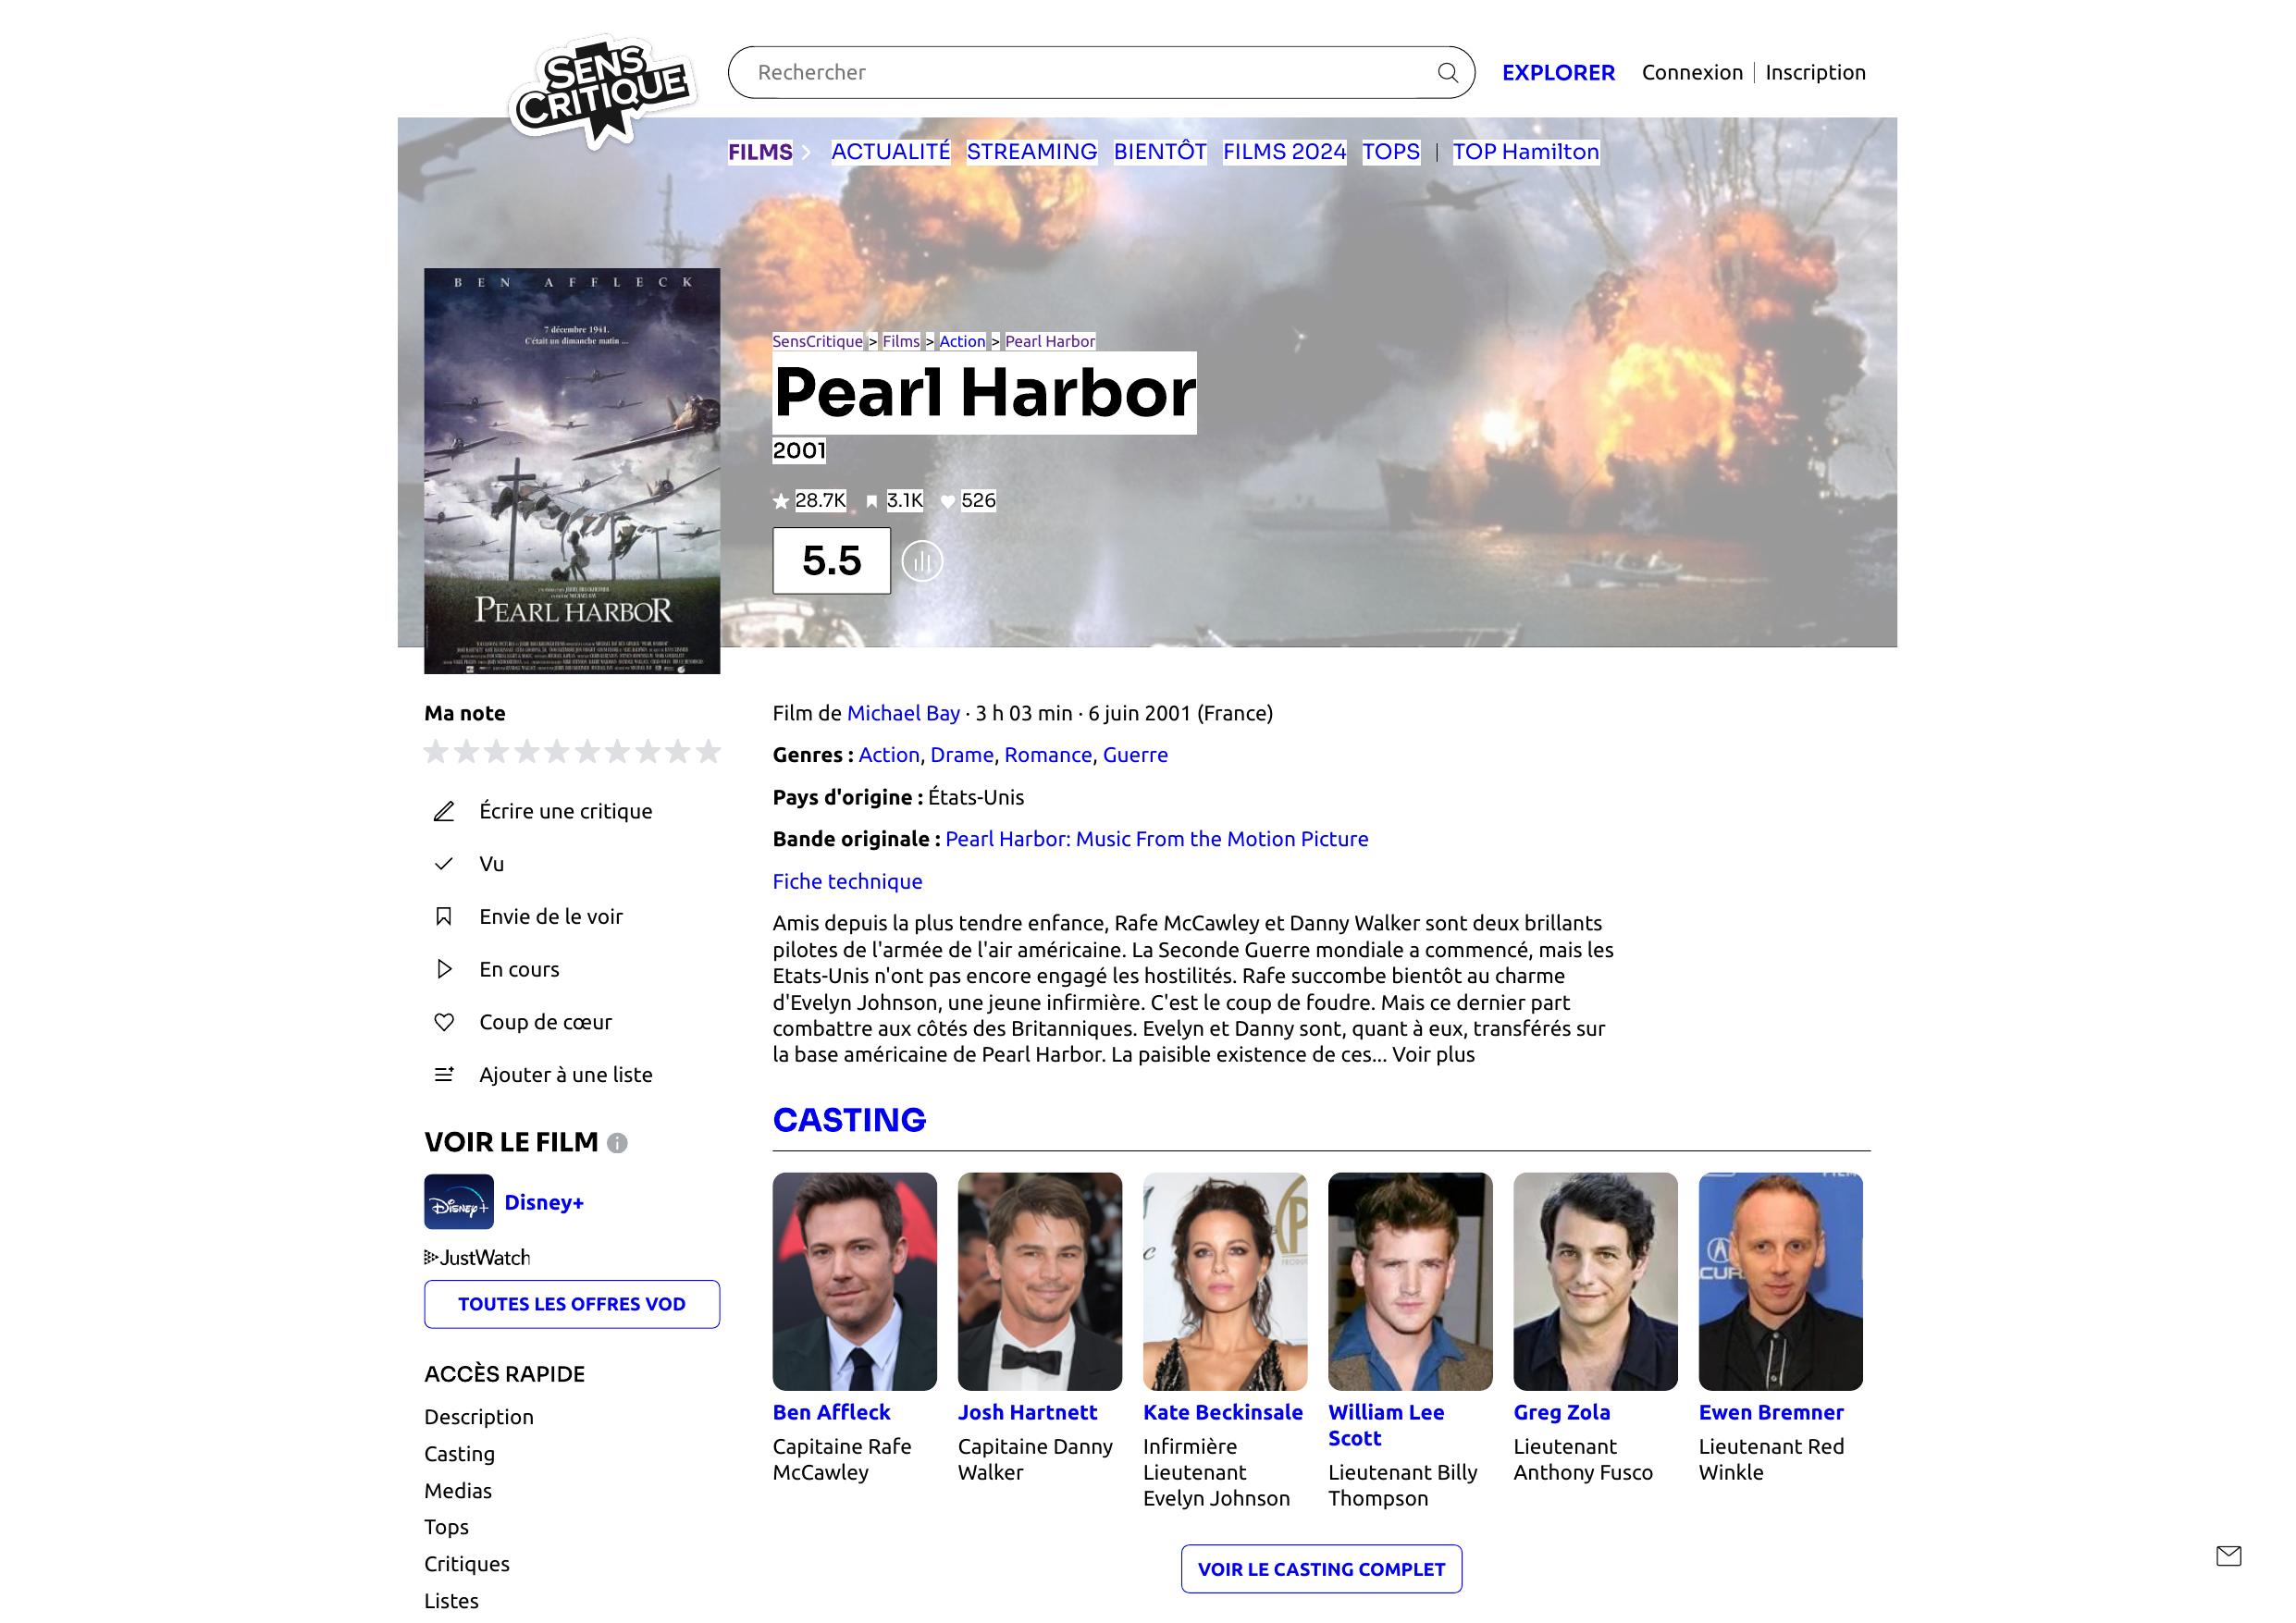 SENS
CRITIQUE
Rechercher
EXPLORER
Connexion | Inscription
FILMS
ACTUALITÉ STREAMING BIENTÔT FILMS 2024 TOPS | TOP Hamilton
BEN AFFLECK
7 décembre 1941.
C'était un dimanche matin ...
PEARL HARBOR
SensCritique > Films > Action > Pearl Harbor
Pearl Harbor
2001
28.7K 3.1K 526
5.5
Ma note
Écrire une critique
Vu
Envie de le voir
En cours
Coup de cœur
Ajouter à une liste
VOIR LE FILM
Disney+
Disney+
JustWatch
TOUTES LES OFFRES VOD
ACCÈS RAPIDE
Description
Casting
Medias
Tops
Critiques
Listes
Film de Michael Bay · 3 h 03 min · 6 juin 2001 (France)
Genres : Action, Drame, Romance, Guerre
Pays d'origine : États-Unis
Bande originale : Pearl Harbor: Music From the Motion Picture
Fiche technique
Amis depuis la plus tendre enfance, Rafe McCawley et Danny Walker sont deux brillants
pilotes de l'armée de l'air américaine. La Seconde Guerre mondiale a commencé, mais les
Etats-Unis n'ont pas encore engagé les hostilités. Rafe succombe bientôt au charme
d'Evelyn Johnson, une jeune infirmière. C'est le coup de foudre. Mais ce dernier part
combattre aux côtés des Britanniques. Evelyn et Danny sont, quant à eux, transférés sur
la base américaine de Pearl Harbor. La paisible existence de ces... Voir plus
CASTING
Ben Affleck
Capitaine Rafe
McCawley
Josh Hartnett
Capitaine Danny
Walker
Kate Beckinsale
Infirmière
Lieutenant
Evelyn Johnson
William Lee
Scott
Lieutenant Billy
Thompson
Greg Zola
Lieutenant
Anthony Fusco
Ewen Bremner
Lieutenant Red
Winkle
VOIR LE CASTING COMPLET